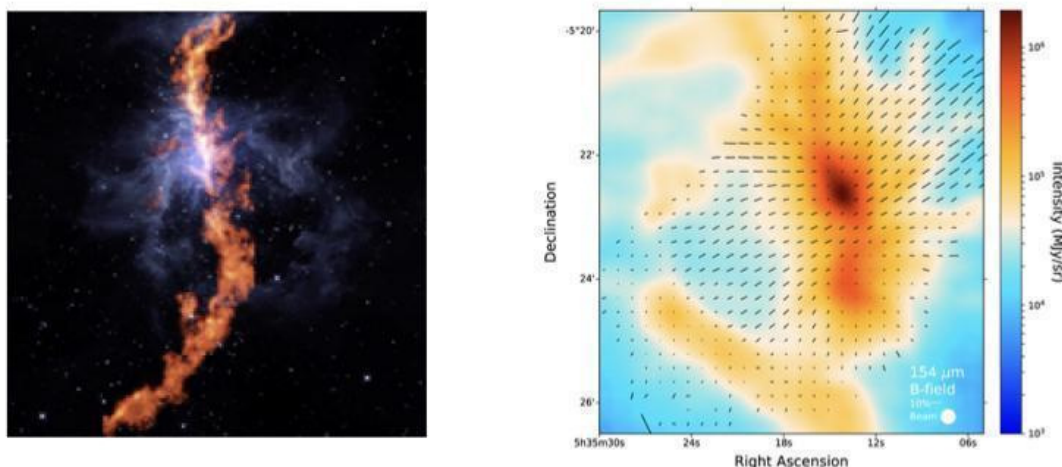 -5°20'
22'
24'
26'
Declination
5h35m30s
24s
18s
12s
06s
Right Ascension
154 μm
B-field
10%
Beam
10⁶
10⁵
10⁴
10³
Intensity (MJy/sr)